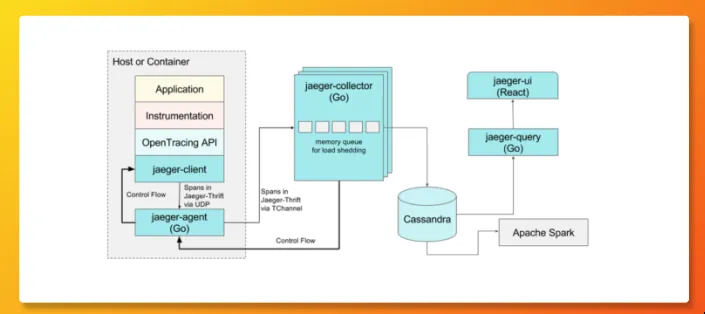 Host or Container
Application
Instrumentation
OpenTracing API
jaeger-client
Control Flow
Spans in
Jaeger-Thrift
via UDP
jaeger-agent
(Go)
Spans in
Jaeger-Thrift
via TChannel
Control Flow
jaeger-collector
(Go)
memory queue
for load shedding
Cassandra
jaeger-ui
(React)
jaeger-query
(Go)
Apache Spark